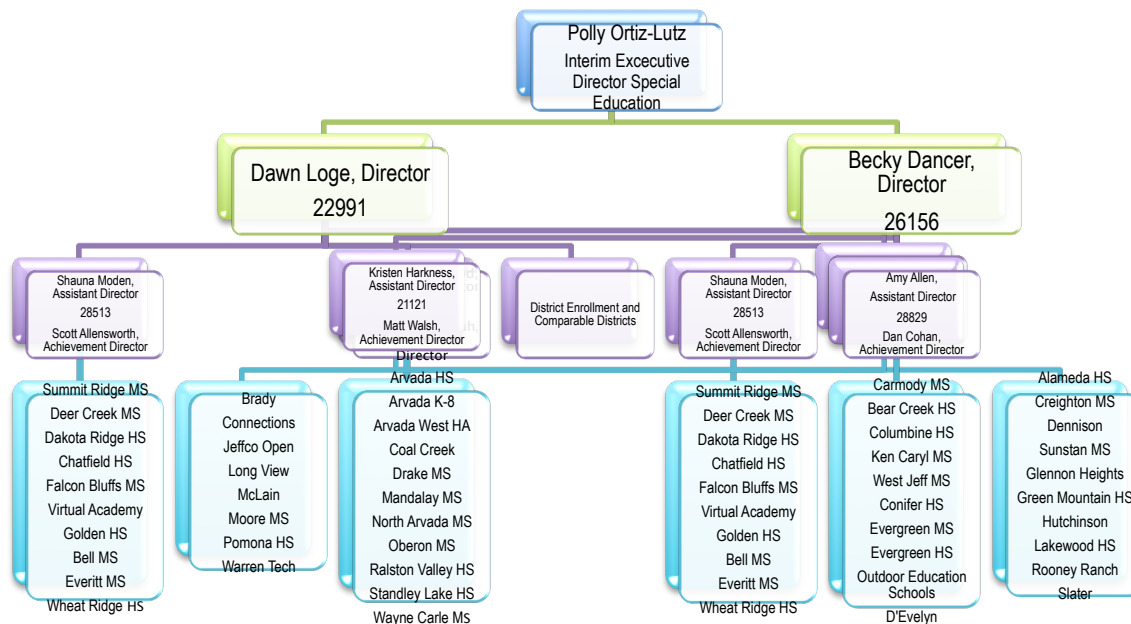 Polly Ortiz-Lutz
Interim Excecutive
Director Special
Education
Dawn Loge, Director
22991
Becky Dancer,
Director
26156
Shauna Moden,
Assistant Director
28513
Scott Allensworth,
Achievement Director
Kristen Harkness,
Assistant Director
21121
Matt Walsh,
Achievement Director
Director
District Enrollment and
Comparable Districts
Shauna Moden,
Assistant Director
28513
Scott Allensworth,
Achievement Director
Amy Allen,
Assistant Director
28829
Dan Cohan,
Achievement Director
Summit Ridge MS
Deer Creek MS
Dakota Ridge HS
Chatfield HS
Falcon Bluffs MS
Virtual Academy
Golden HS
Bell MS
Everitt MS
Wheat Ridge HS
Brady
Connections
Jeffco Open
Long View
McLain
Moore MS
Pomona HS
Warren Tech
Arvada HS
Arvada K-8
Arvada West HA
Coal Creek
Drake MS
Mandalay MS
North Arvada MS
Oberon MS
Ralston Valley HS
Standley Lake HS
Wayne Carle Ms
Summit Ridge MS
Deer Creek MS
Dakota Ridge HS
Chatfield HS
Falcon Bluffs MS
Virtual Academy
Golden HS
Bell MS
Everitt MS
Wheat Ridge HS
Carmody MS
Bear Creek HS
Columbine HS
Ken Caryl MS
West Jeff MS
Conifer HS
Evergreen MS
Evergreen HS
Outdoor Education
Schools
D'Evelyn
Alameda HS
Creighton MS
Dennison
Sunstan MS
Glennon Heights
Green Mountain HS
Hutchinson
Lakewood HS
Rooney Ranch
Slater